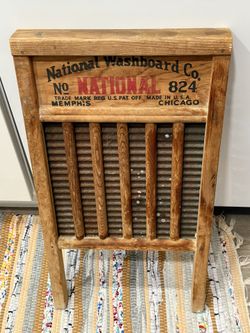 National Washboard Co.
No NATIONAL 824
TRADE MARK REG. U.S. PAT. OFF. MADE IN U.S.A.
MEMPHIS CHICAGO